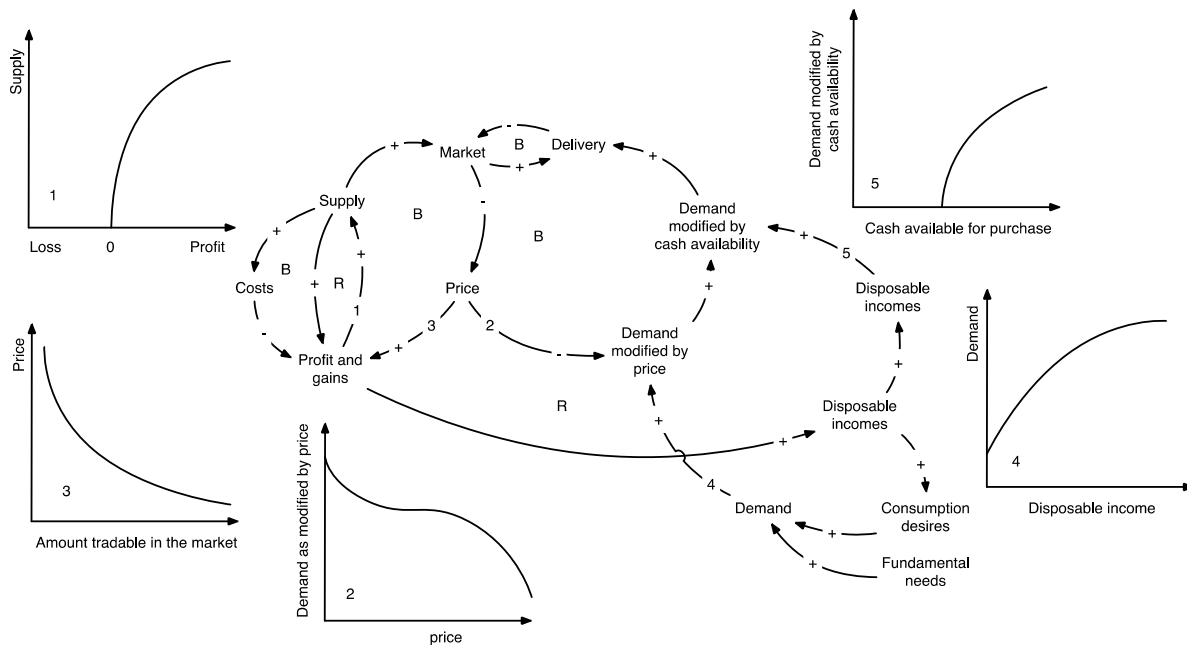 Supply
1
Loss
0
Profit
Price
3
Amount tradable in the market
Demand as modified by price
2
price
Demand modified by
cash availability
5
Cash available for purchase
Demand
4
Disposable income
+
Market
-
B
+
Delivery
+
Supply
B
-
B
Demand
modified by
cash availability
+
5
+
B
+
R
+
1
Costs
Price
+
Disposable
incomes
-
3
+
2
-
Profit and
gains
Demand
modified by
price
+
R
+
Disposable
incomes
+
+
4
Demand
+
Consumption
desires
+
Fundamental
needs